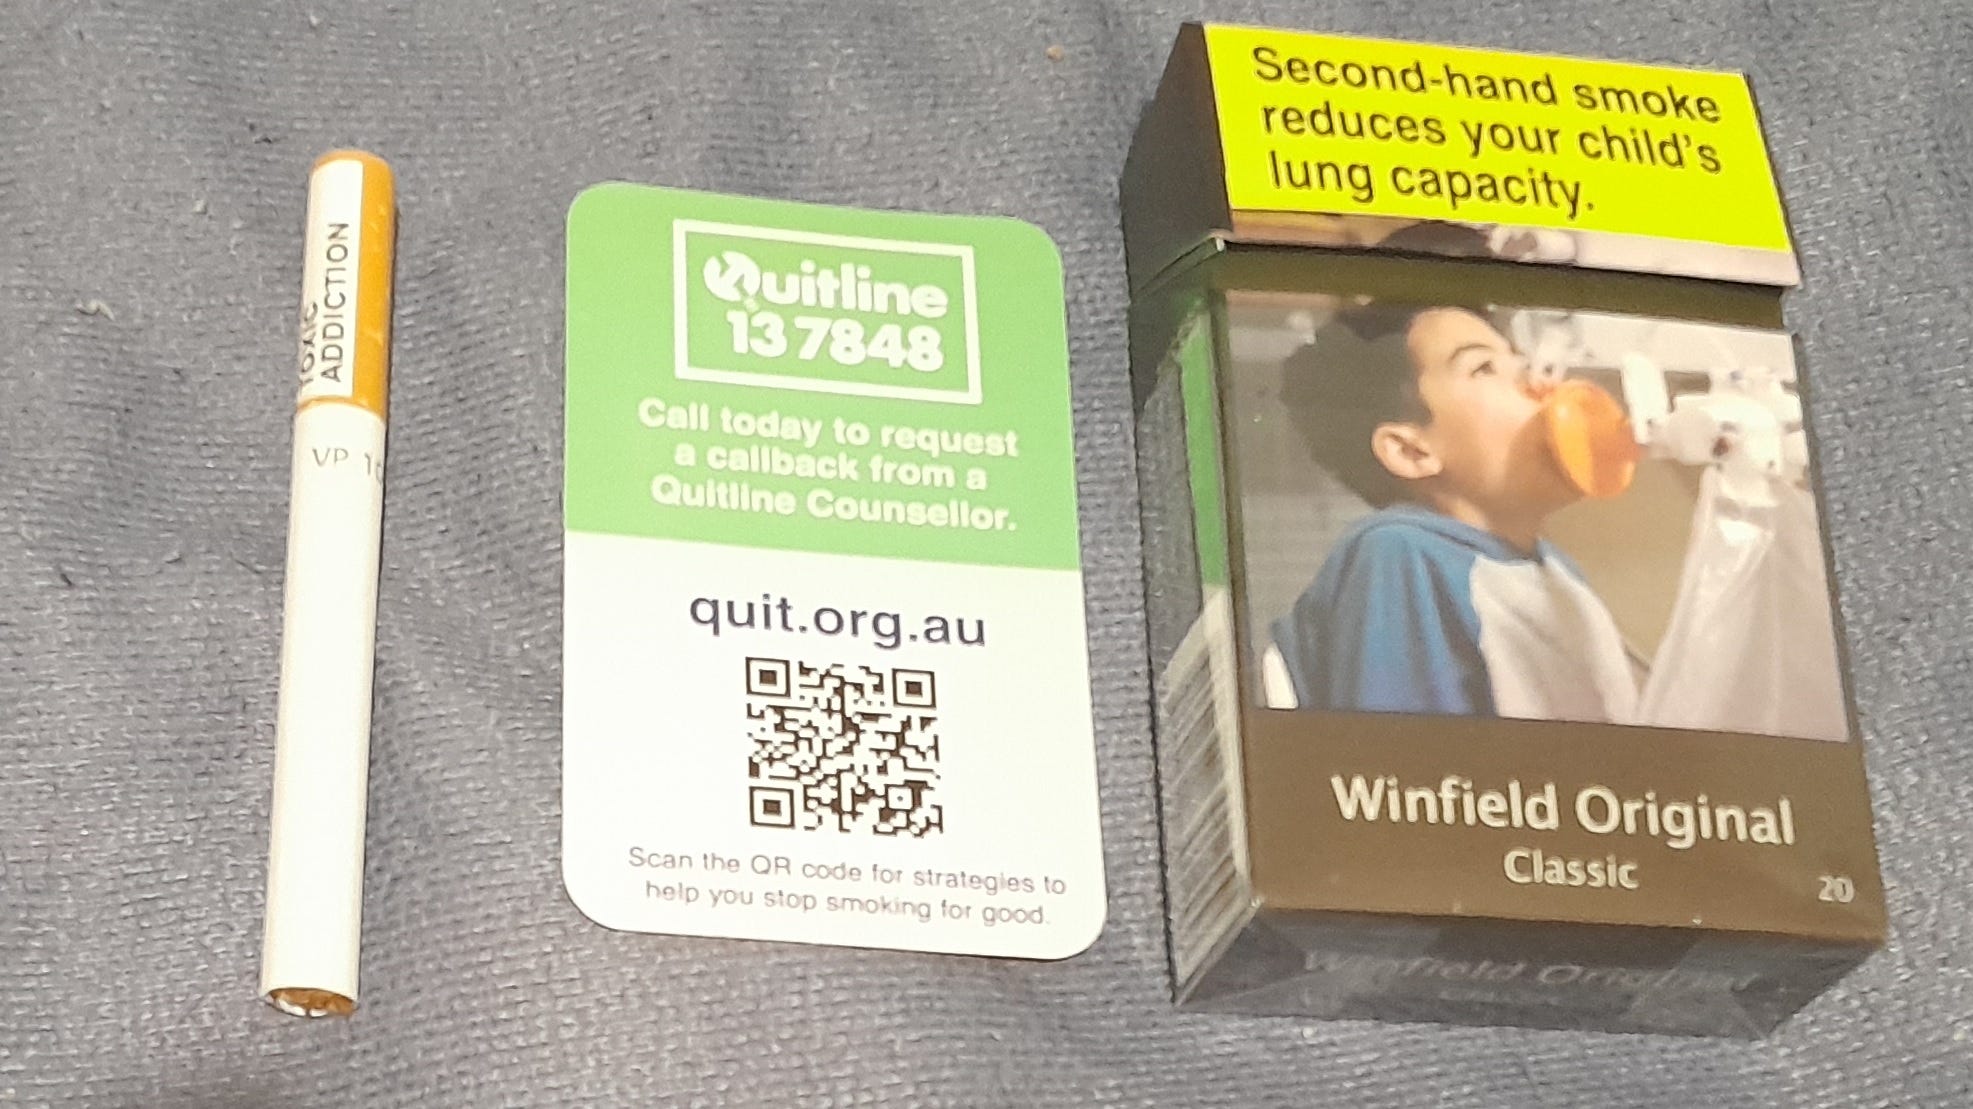 ADDICTION
VP
Quitline
13 7848
Call today to request
a callback from a
Quitline Counsellor.
quit.org.au
Scan the QR code for strategies to
help you stop smoking for good.
Second-hand smoke
reduces your child's
lung capacity.
Winfield Original
Classic
20
Winfield Original